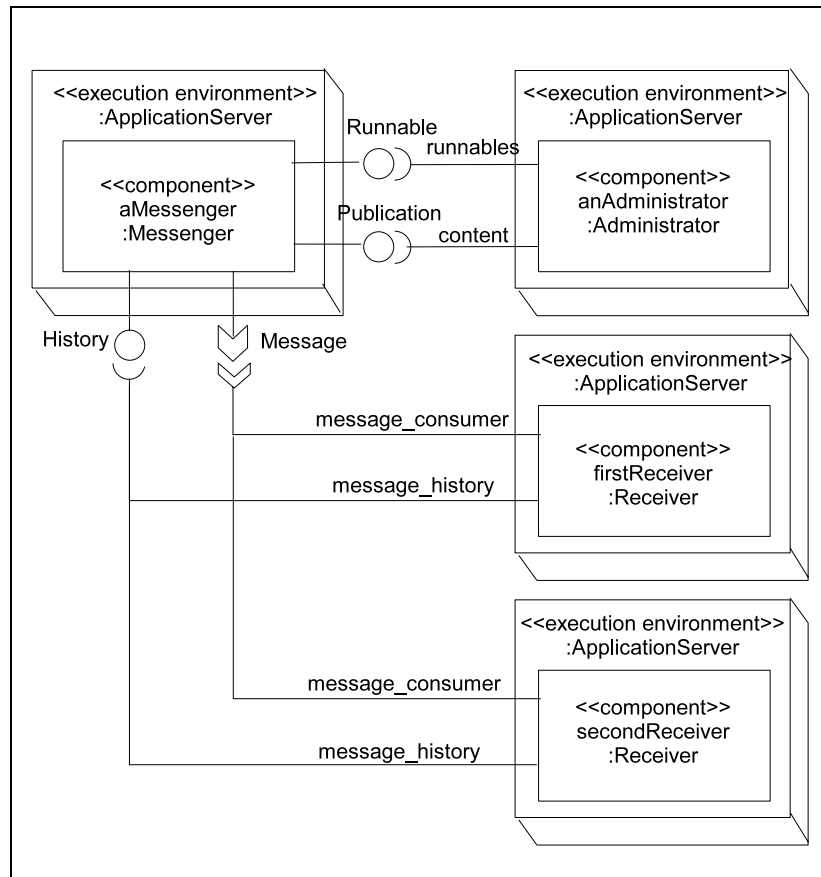 <<execution environment>>
:ApplicationServer
<<component>>
aMessenger
:Messenger
Runnable
runnables
Publication
content
<<execution environment>>
:ApplicationServer
<<component>>
anAdministrator
:Administrator
History
Message
<<execution environment>>
:ApplicationServer
message_consumer
<<component>>
firstReceiver
:Receiver
message_history
<<execution environment>>
:ApplicationServer
message_consumer
<<component>>
secondReceiver
:Receiver
message_history